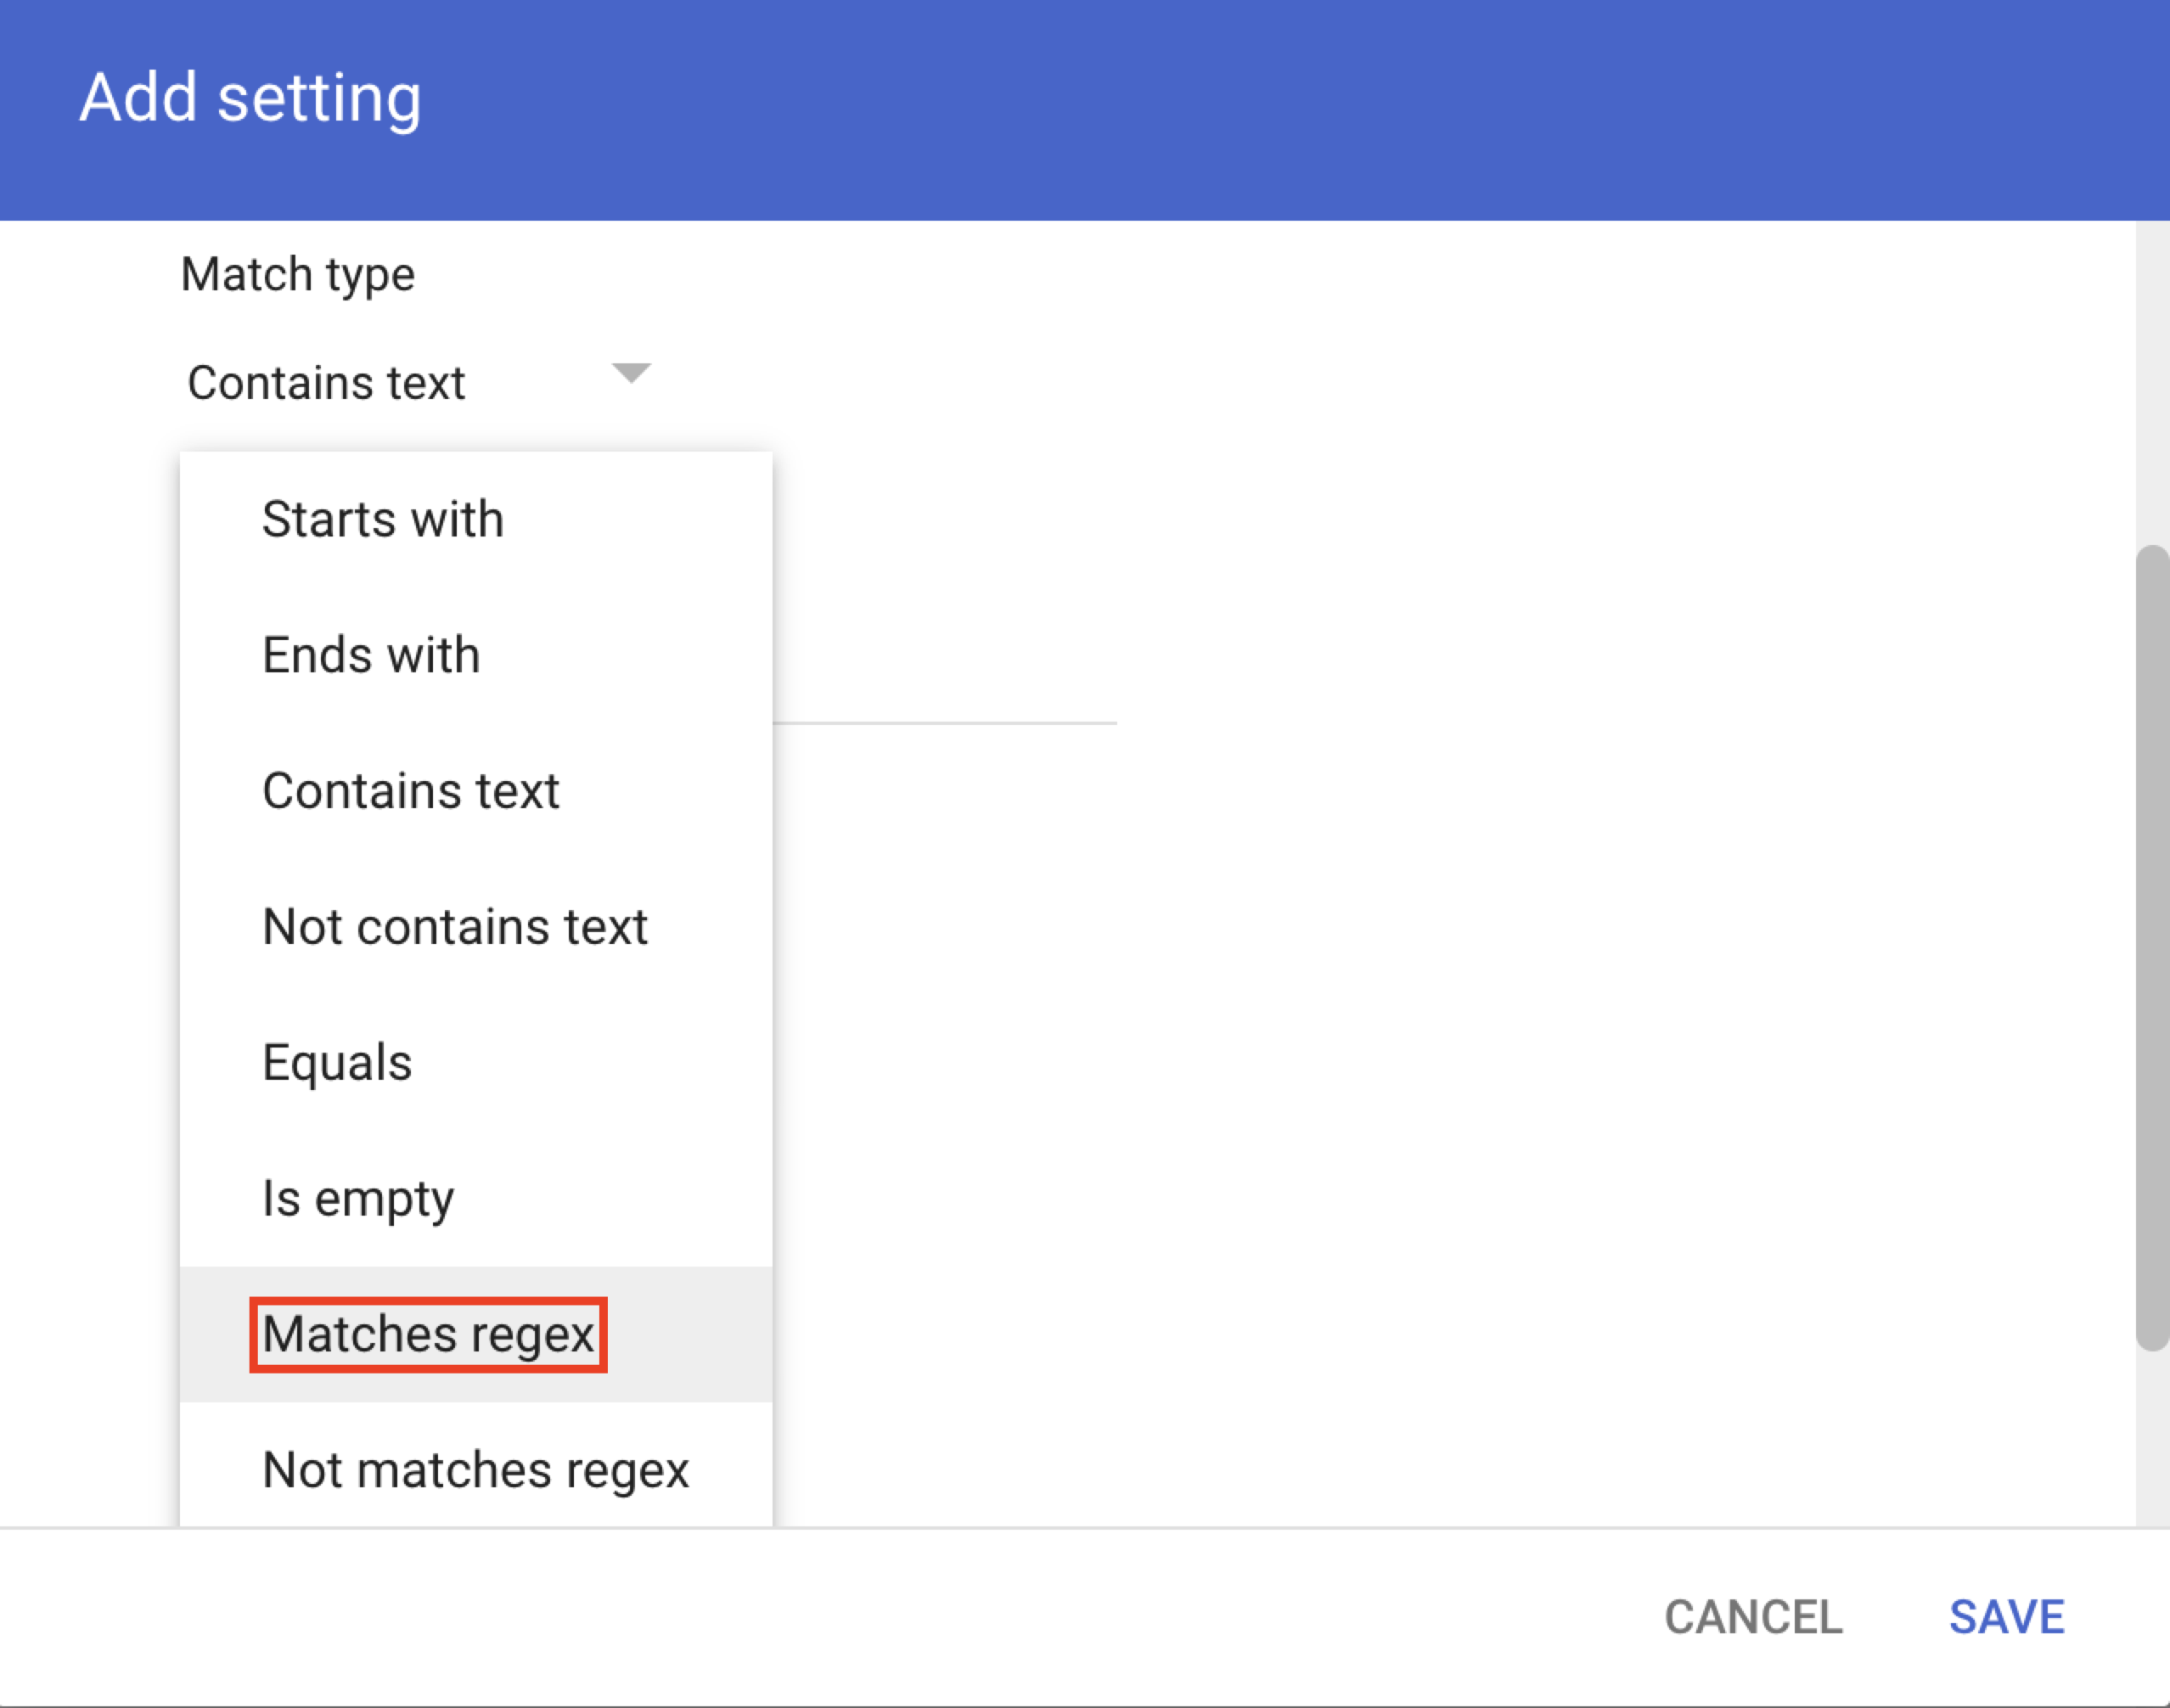 Add setting
Match type
Contains text
Starts with
Ends with
Contains text
Not contains text
Equals
Is empty
Matches regex
Not matches regex
CANCEL SAVE